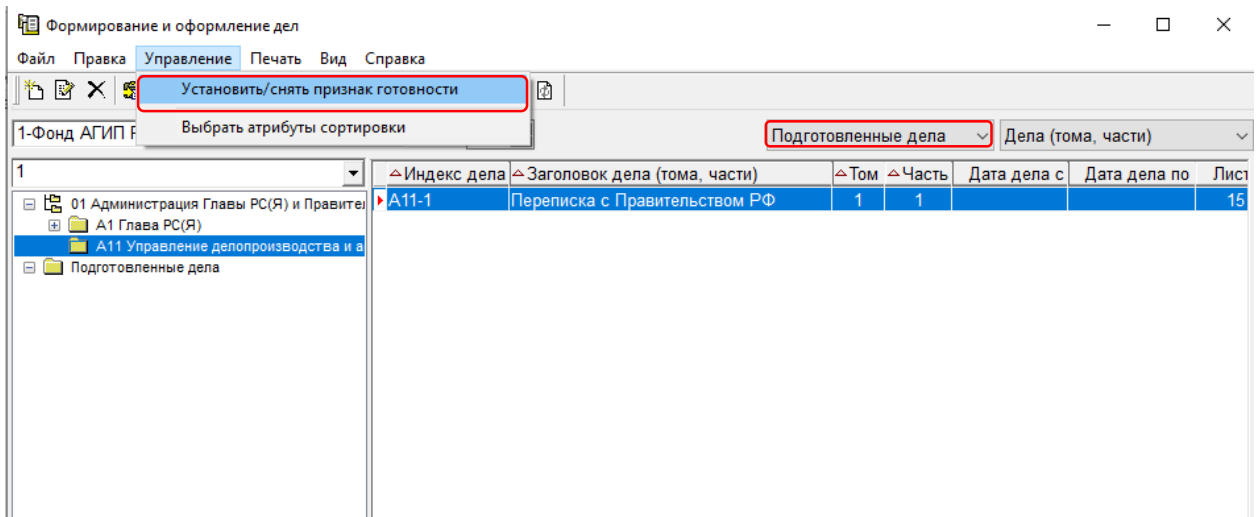 Формирование и оформление дел
Файл Правка Управление Печать Вид Справка
Установить/снять признак готовности
Выбрать атрибуты сортировки
1-Фонд АГИП
Подготовленные дела
Дела (тома, части)
1
Индекс дела Заголовок дела (тома, части) Том Часть Дата дела с Дата дела по Лист
01 Администрация Главы РС(Я) и Правител
А11-1 Переписка с Правительством РФ 1 1 15
А1 Глава РС(Я)
А11 Управление делопроизводства и а
Подготовленные дела